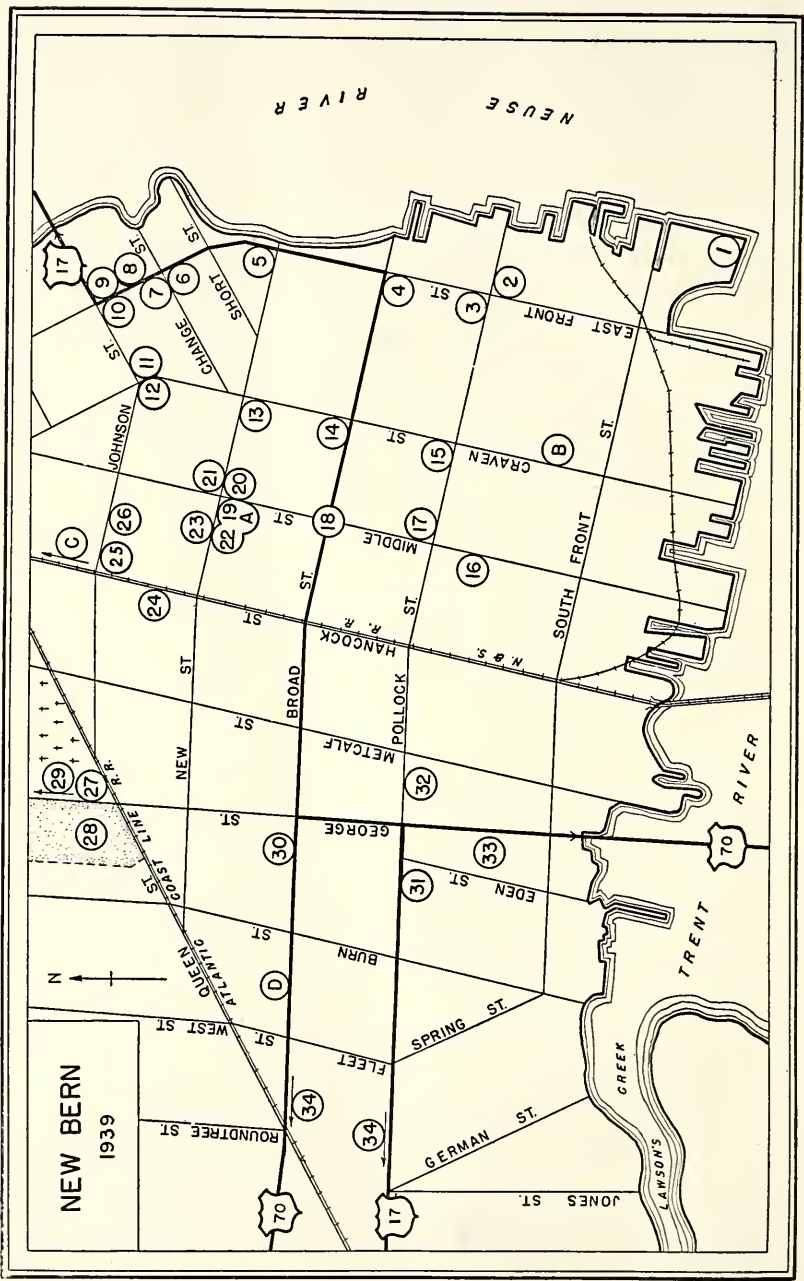 NEW BERN
1939
N
NEUSE
RIVER
TRENT
RIVER
LAWSON'S
CREEK
17
70
70
17
EAST FRONT
ST.
CRAVEN
ST.
MIDDLE
ST.
HANCOCK
ST.
N. & S.
R. R.
METCALF
ST.
GEORGE
ST.
EDEN
ST.
BURN
ST.
FLEET
ST.
WEST ST.
ROUNDTREE ST.
JONES ST.
GERMAN ST.
SPRING ST.
SOUTH FRONT
ST.
POLLOCK
ST.
BROAD
ST.
NEW
ST
QUEEN
ST.
ATLANTIC
COAST LINE
R. R.
JOHNSON
ST.
CHANGE
ST
SHORT
ST
1
2
3
4
5
6
7
8
9
10
11
12
13
14
15
16
17
18
19
20
21
22
23
24
25
26
27
28
29
30
31
32
33
34
34
A
B
C
D